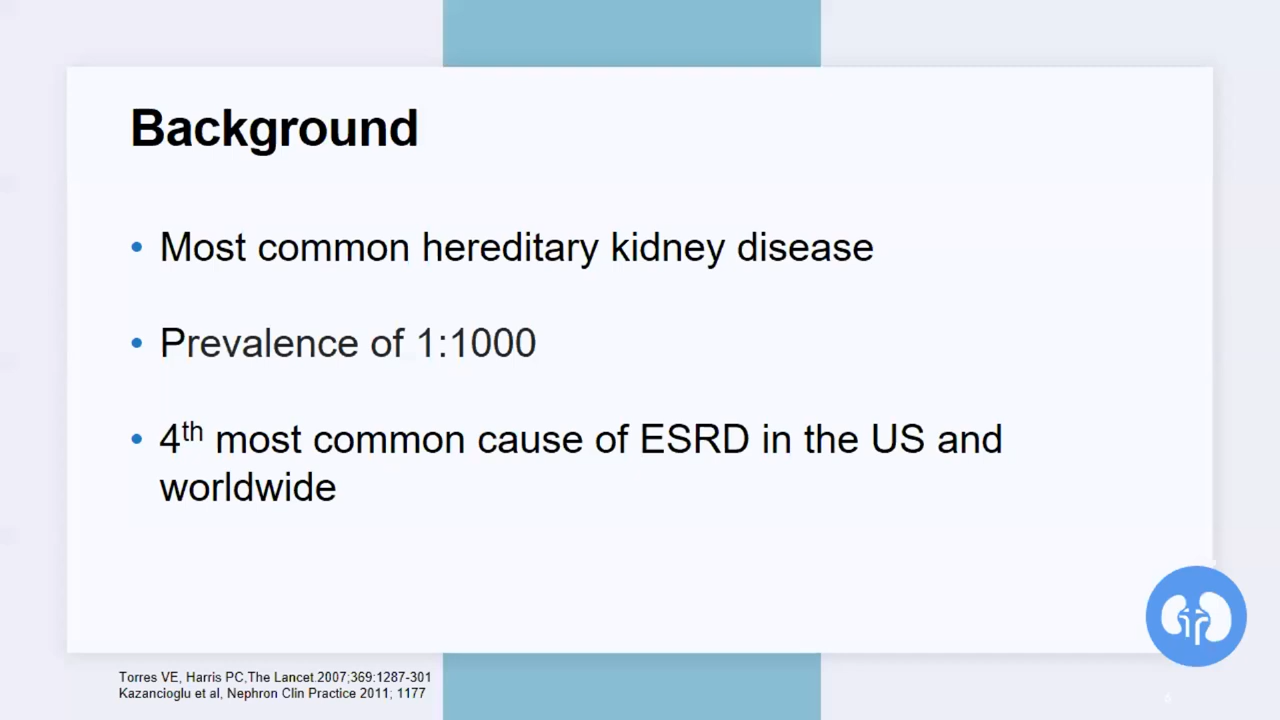 Background
• Most common hereditary kidney disease
• Prevalence of 1:1000
• 4th most common cause of ESRD in the US and
worldwide
Torres VE, Harris PC,The Lancet.2007;369:1287-301
Kazancioglu et al, Nephron Clin Practice 2011; 1177